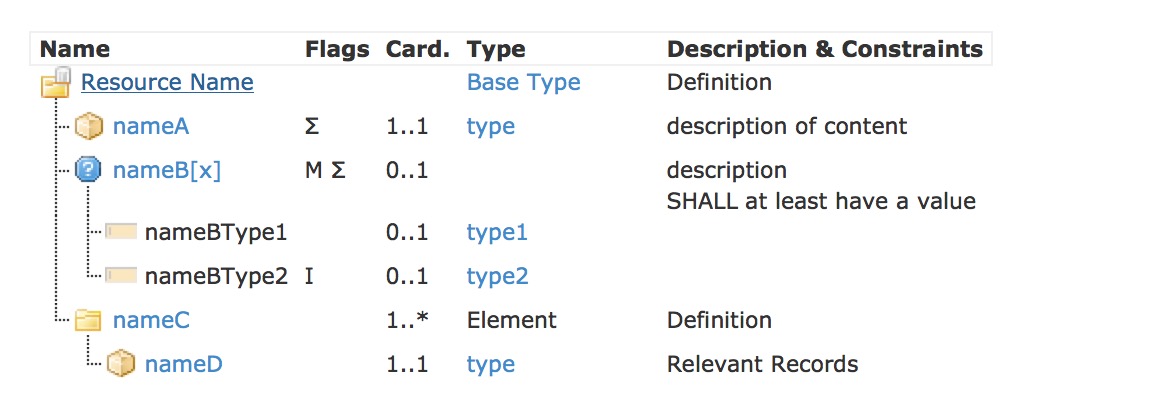 Name Flags Card. Type Description & Constraints
Resource Name Base Type Definition
nameA Σ 1..1 type description of content
? nameB[x] M Σ 0..1 description
SHALL at least have a value
nameBType1 0..1 type1
nameBType2 I 0..1 type2
nameC 1..* Element Definition
nameD 1..1 type Relevant Records